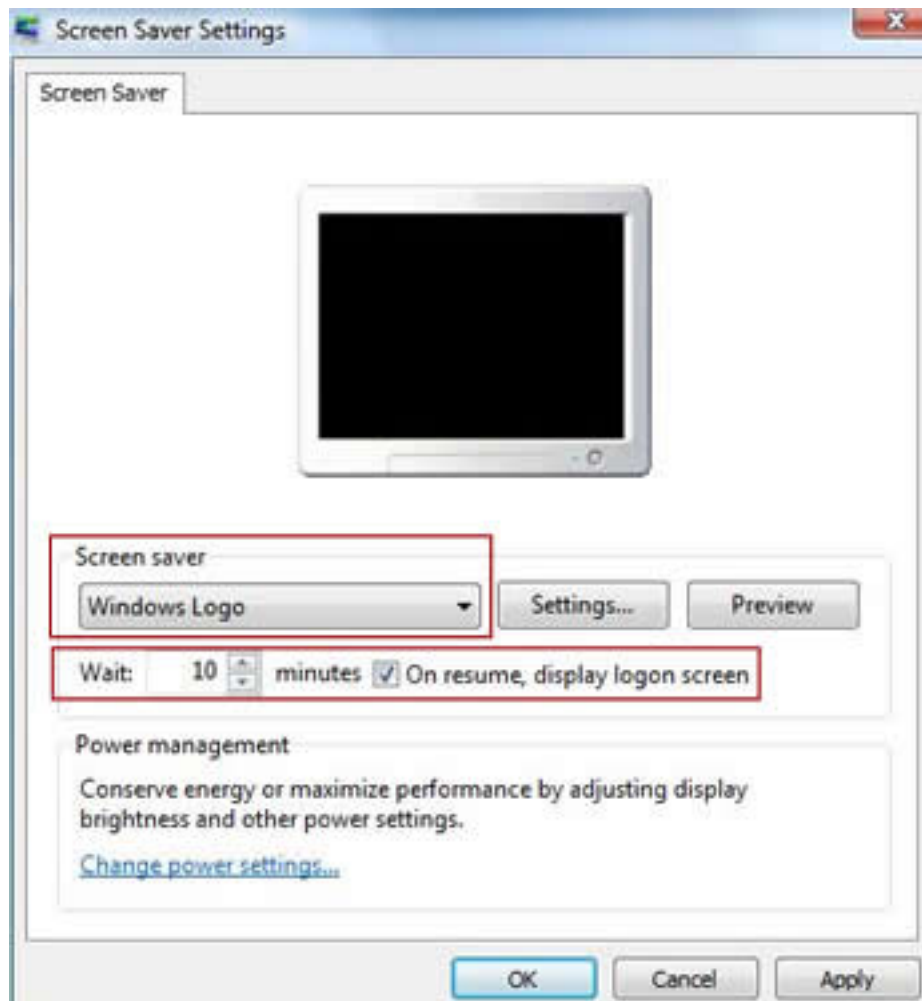 Screen Saver Settings
Screen Saver
Screen saver
Windows Logo
Settings...
Preview
Wait: 10 minutes On resume, display logon screen
Power management
Conserve energy or maximize performance by adjusting display
brightness and other power settings.
Change power settings...
OK
Cancel
Apply